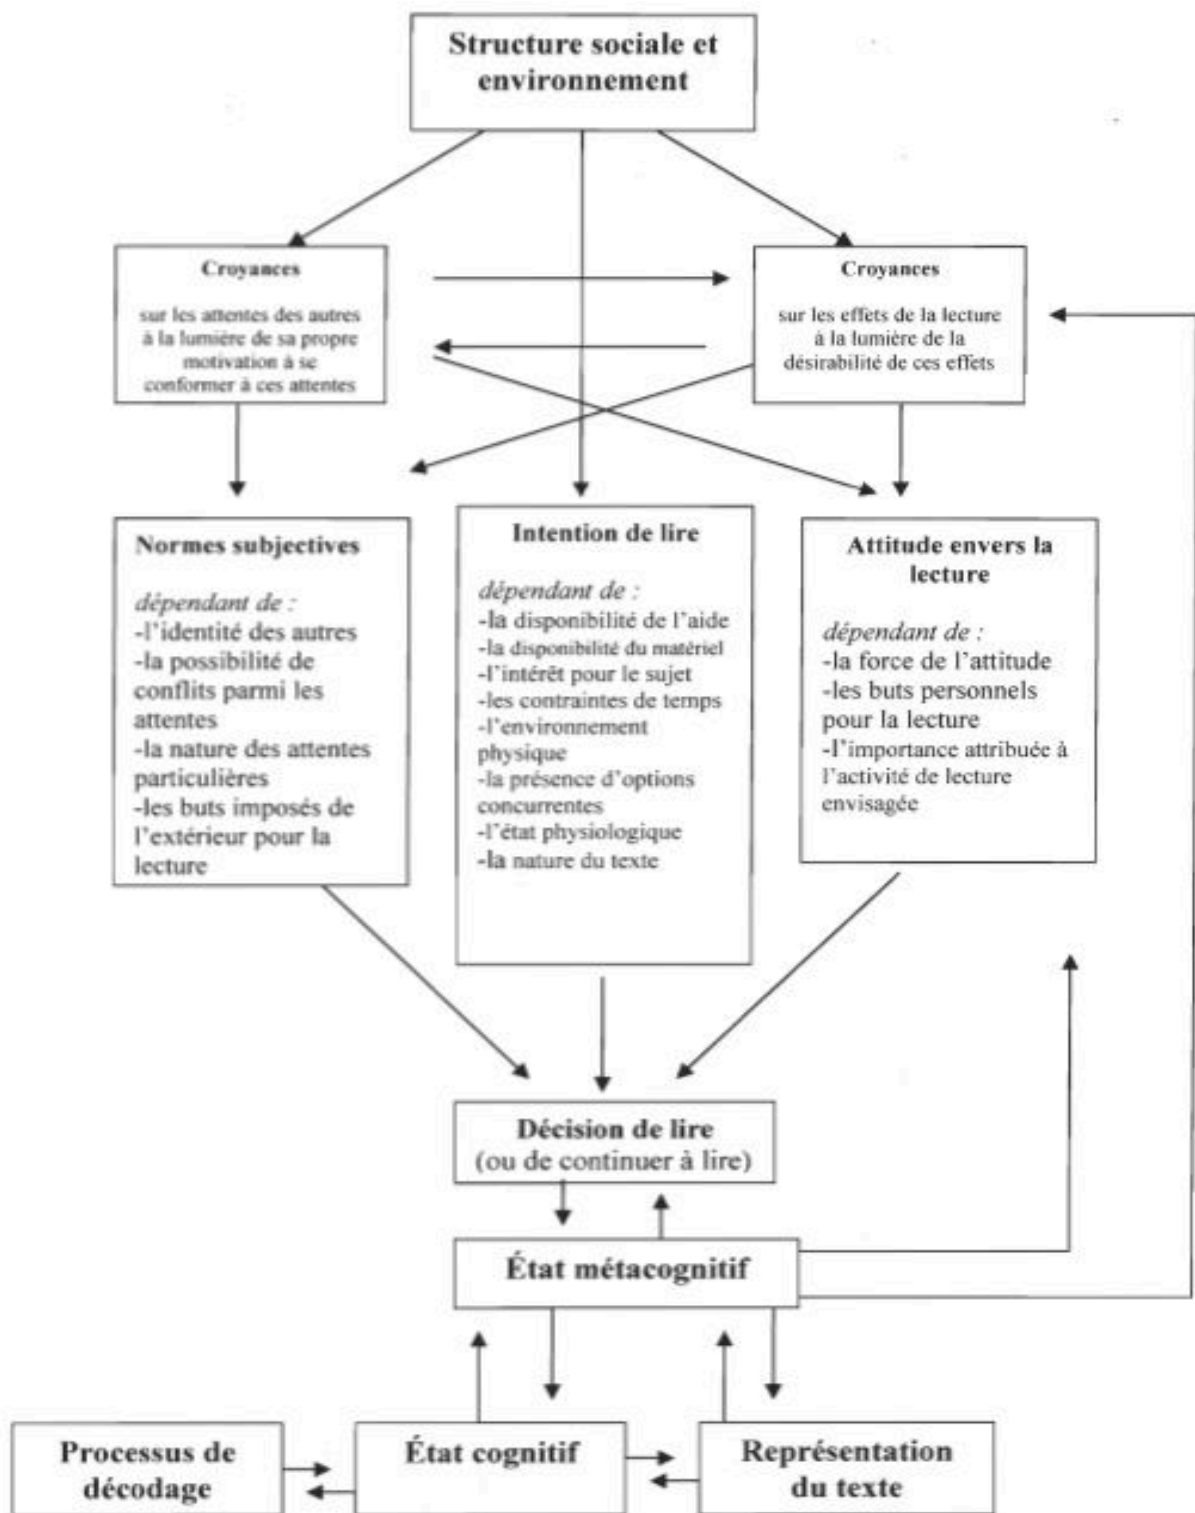 Structure sociale et
environnement
Croyances
sur les attentes des autres
à la lumière de sa propre
motivation à se
conformer à ces attentes
Croyances
sur les effets de la lecture
à la lumière de la
désirabilité de ces effets
Normes subjectives
dépendant de :
-l'identité des autres
-la possibilité de
conflits parmi les
attentes
-la nature des attentes
particulières
-les buts imposés de
l'extérieur pour la
lecture
Intention de lire
dépendant de :
-la disponibilité de l'aide
-la disponibilité du matériel
-l'intérêt pour le sujet
-les contraintes de temps
-l'environment
physique
-la présence d'options
concurrentes
-l'état physiologique
-la nature du texte
Attitude envers la
lecture
dépendant de :
-la force de l'attitude
-les buts personnels
pour la lecture
-l'importance attribuée à
l'activité de lecture
envisagée
Décision de lire
(ou de continuer à lire)
État métacognitif
Processus de
décodage
État cognitif
Représentation
du texte